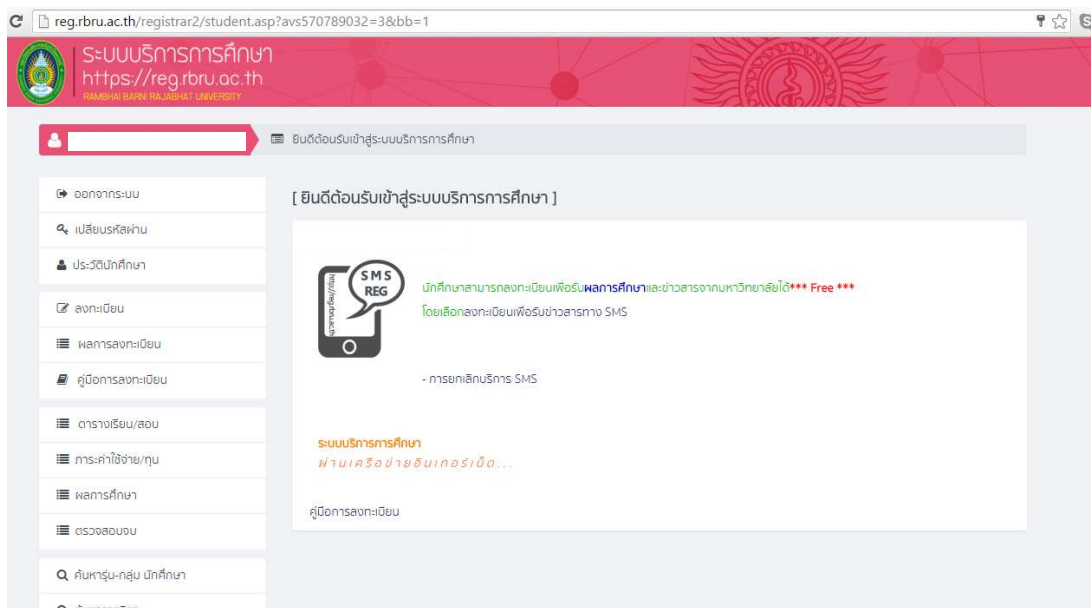 reg.rbru.ac.th/registrar2/student.asp?avs570789032=3&bb=1
ระบบบริการการศึกษา
https://reg.rbru.ac.th
RAMBHAI BARNI RAJABHAT UNIVERSITY
ยินดีต้อนรับเข้าสู่ระบบบริการการศึกษา
ออกจากระบบ
เปลี่ยนรหัสผ่าน
ประวัตินักศึกษา
ลงทะเบียน
ผลการลงทะเบียน
คู่มือการลงทะเบียน
ตารางเรียน/สอบ
ภาระค่าใช้จ่าย/ทุน
ผลการศึกษา
ตรวจสอบจบ
ค้นหารุ่น-กลุ่ม นักศึกษา
[ ยินดีต้อนรับเข้าสู่ระบบบริการการศึกษา ]
SMS
REG
http://reg.rbru.ac.th
นักศึกษาสามารถลงทะเบียนเพื่อรับผลการศึกษาและข่าวสารจากมหาวิทยาลัยได้*** Free ***
โดยเลือกลงทะเบียนเพื่อรับข่าวสารทาง SMS
- การยกเลิกบริการ SMS
ระบบบริการการศึกษา
ผ่านเครือข่ายอินเทอร์เน็ต...
คู่มือการลงทะเบียน